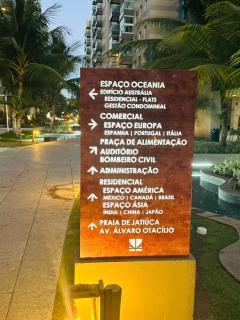 ESPAÇO OCEANIA
EDIFÍCIO AUSTRÁLIA
RESIDENCIAL - FLATS
GESTÃO CONDOMINIAL
COMERCIAL
ESPAÇO EUROPA
ESPANHA | PORTUGAL | ITÁLIA
PRAÇA DE ALIMENTAÇÃO
AUDITÓRIO
BOMBEIRO CIVIL
ADMINISTRAÇÃO
RESIDENCIAL
ESPAÇO AMÉRICA
MÉXICO | CANADÁ | BRASIL
ESPAÇO ÁSIA
ÍNDIA | CHINA | JAPÃO
PRAIA DE JATIÚCA
AV. ÁLVARO OTACÍLIO